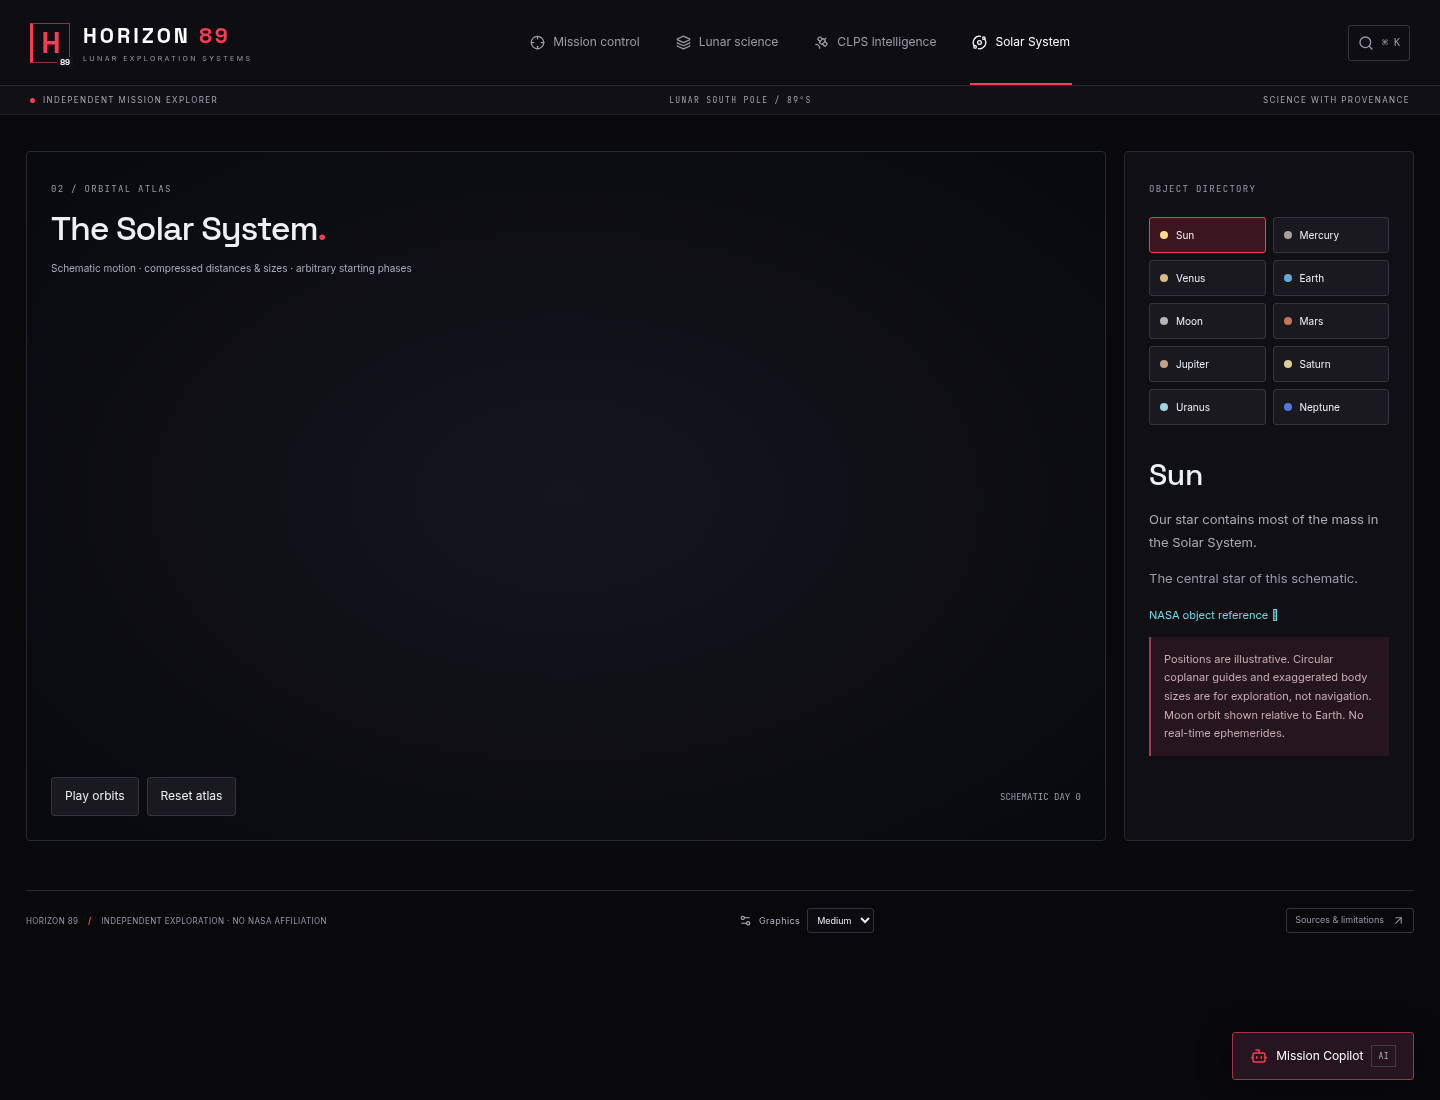 H
89
HORIZON 89
LUNAR EXPLORATION SYSTEMS
Mission control
Lunar science
CLPS intelligence
Solar System
⌘ K
INDEPENDENT MISSION EXPLORER
LUNAR SOUTH POLE / 89°S
SCIENCE WITH PROVENANCE
02 / ORBITAL ATLAS
The Solar System.
Schematic motion · compressed distances & sizes · arbitrary starting phases
Play orbits
Reset atlas
SCHEMATIC DAY 0
OBJECT DIRECTORY
Sun
Mercury
Venus
Earth
Moon
Mars
Jupiter
Saturn
Uranus
Neptune
Sun
Our star contains most of the mass in
the Solar System.
The central star of this schematic.
NASA object reference
Positions are illustrative. Circular
coplanar guides and exaggerated body
sizes are for exploration, not navigation.
Moon orbit shown relative to Earth. No
real-time ephemerides.
HORIZON 89 / INDEPENDENT EXPLORATION · NO NASA AFFILIATION
Graphics
Medium
Sources & limitations
Mission Copilot
AI